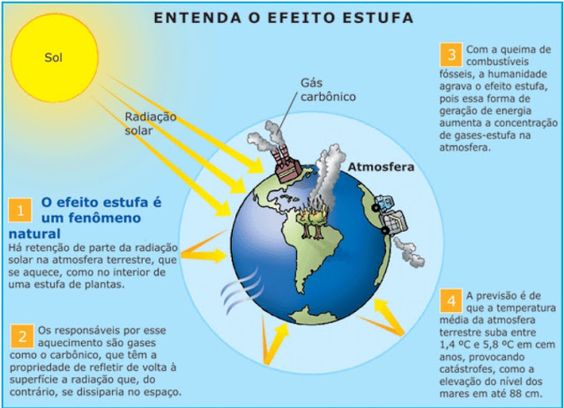 ENTENDA O EFEITO ESTUFA
Sol
Radiação
solar
Gás
carbônico
Atmosfera
1
O efeito estufa é
um fenômeno
natural
Há retenção de parte da radiação
solar na atmosfera terrestre, que
se aquece, como no interior de
uma estufa de plantas.
2
Os responsáveis por esse
aquecimento são gases
como o carbônico, que têm a
propriedade de refletir de volta à
superfície a radiação que, do
contrário, se dissiparia no espaço.
3
Com a queima de
combustíveis
fósseis, a humanidade
agrava o efeito estufa,
pois essa forma de
geração de energia
aumenta a concentração
de gases-estufa na
atmosfera.
4
A previsão é de
que a temperatura
média da atmosfera
terrestre suba entre
1,4 ºC e 5,8 ºC em cem
anos, provocando
catástrofes, como a
elevação do nível dos
mares em até 88 cm.